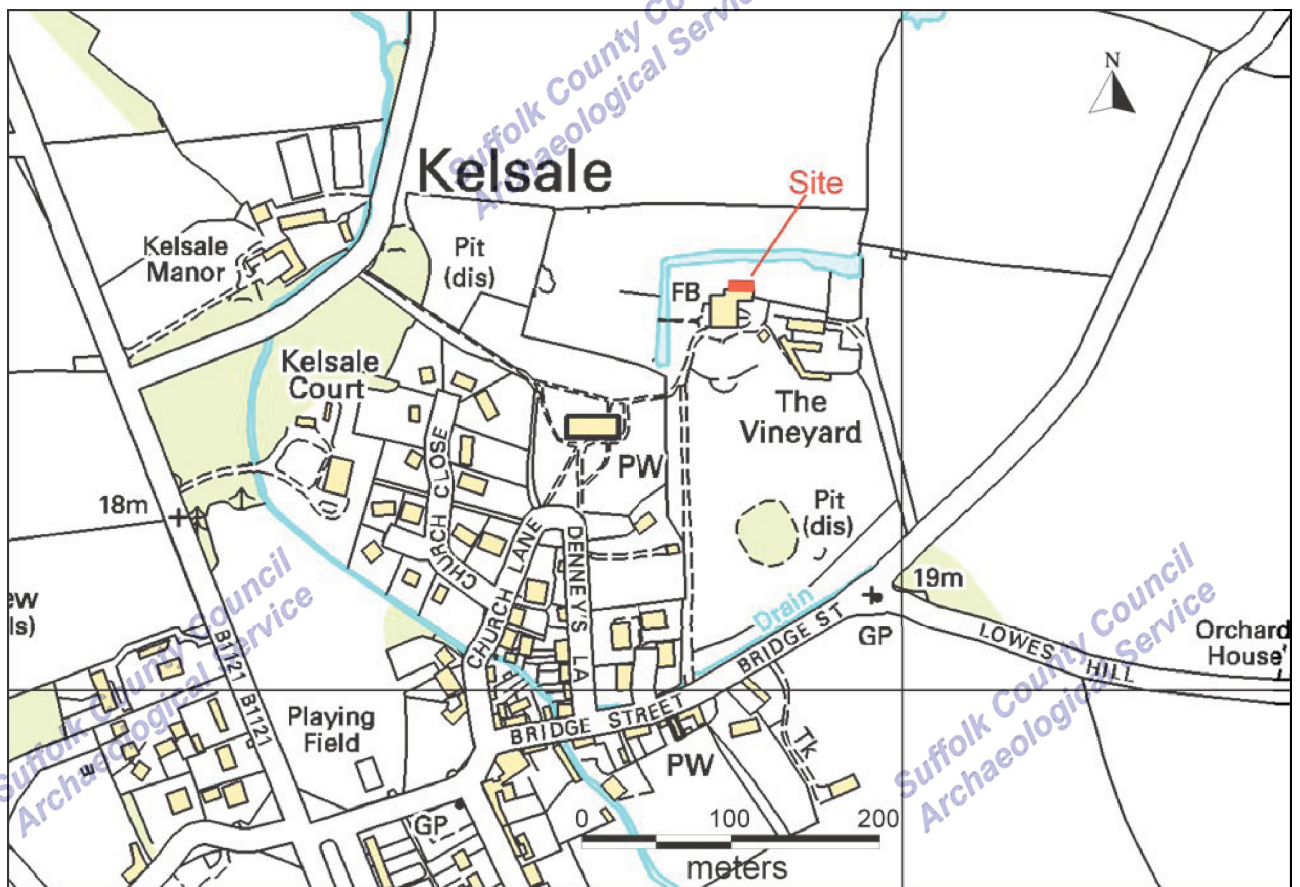 Suffolk County Council
Archaeological Service
N
Kelsale
Site
Kelsale
Manor
Pit
(dis)
FB
Kelsale
Court
The
Vineyard
CHURCH CLOSE
PW
18m
Pit
(dis)
CHURCH LANE
DENNEY'S LA
Suffolk County Council
Archaeological Service
19m
Drain
GP
BRIDGE ST
LOWES HILL
Orchard
House
ew
ls)
B1121
B1121
Playing
Field
BRIDGE STREET
PW
Tk
Suffolk County Council
Archaeological Service
GP
0 100 200
meters